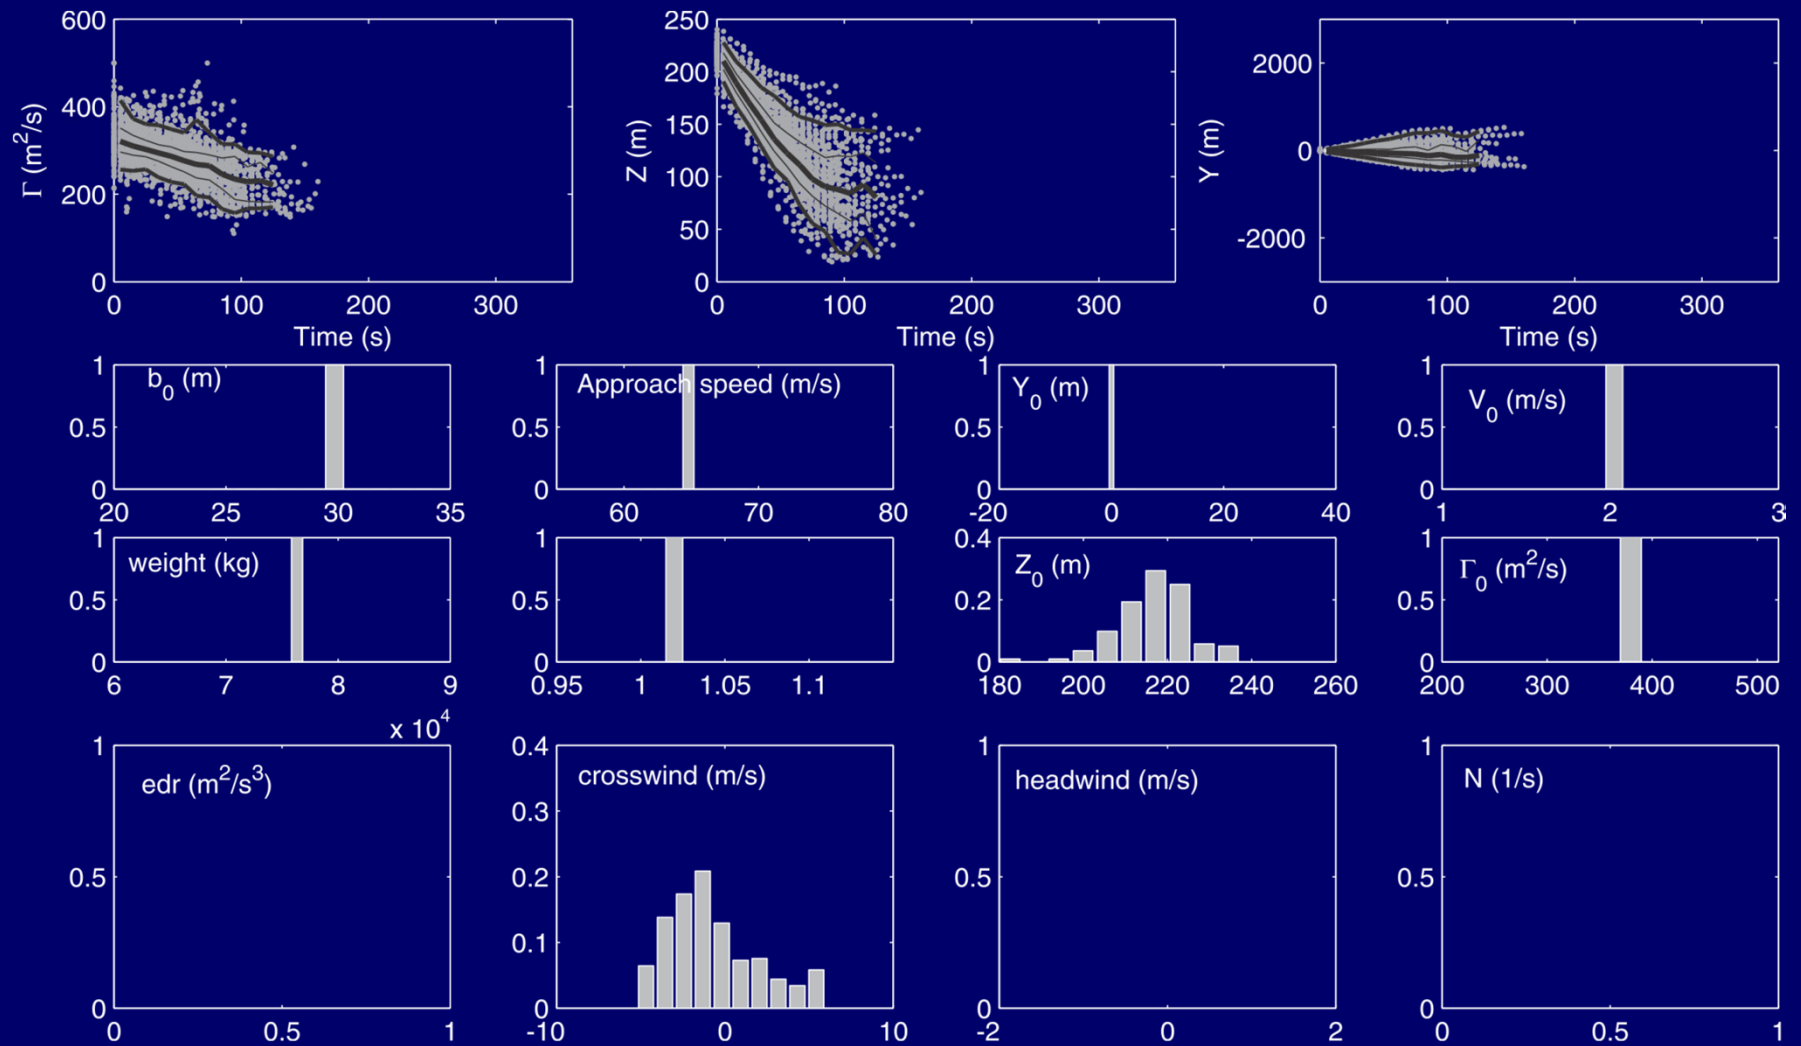 600
400
200
0
Γ (m²/s)
0 100 200 300
Time (s)
250
200
150
100
50
0
Z (m)
0 100 200 300
Time (s)
2000
0
-2000
Y (m)
0 100 200 300
Time (s)
1
0.5
0
b₀ (m)
20 25 30 35
1
0.5
0
Approach speed (m/s)
60 70 80
1
0.5
0
Y₀ (m)
-20 0 20 40
1
0.5
0
V₀ (m/s)
1 2 3
1
0.5
0
weight (kg)
6 7 8 9
x 10⁴
1
0.5
0
0.95 1 1.05 1.1
0.4
0.2
0
Z₀ (m)
180 200 220 240 260
1
0.5
0
Γ₀ (m²/s)
200 300 400 500
1
0.5
0
edr (m²/s³)
0 0.5 1
0.4
0.3
0.2
0.1
0
crosswind (m/s)
-10 0 10
1
0.5
0
headwind (m/s)
-2 0 2
1
0.5
0
N (1/s)
0 0.5 1